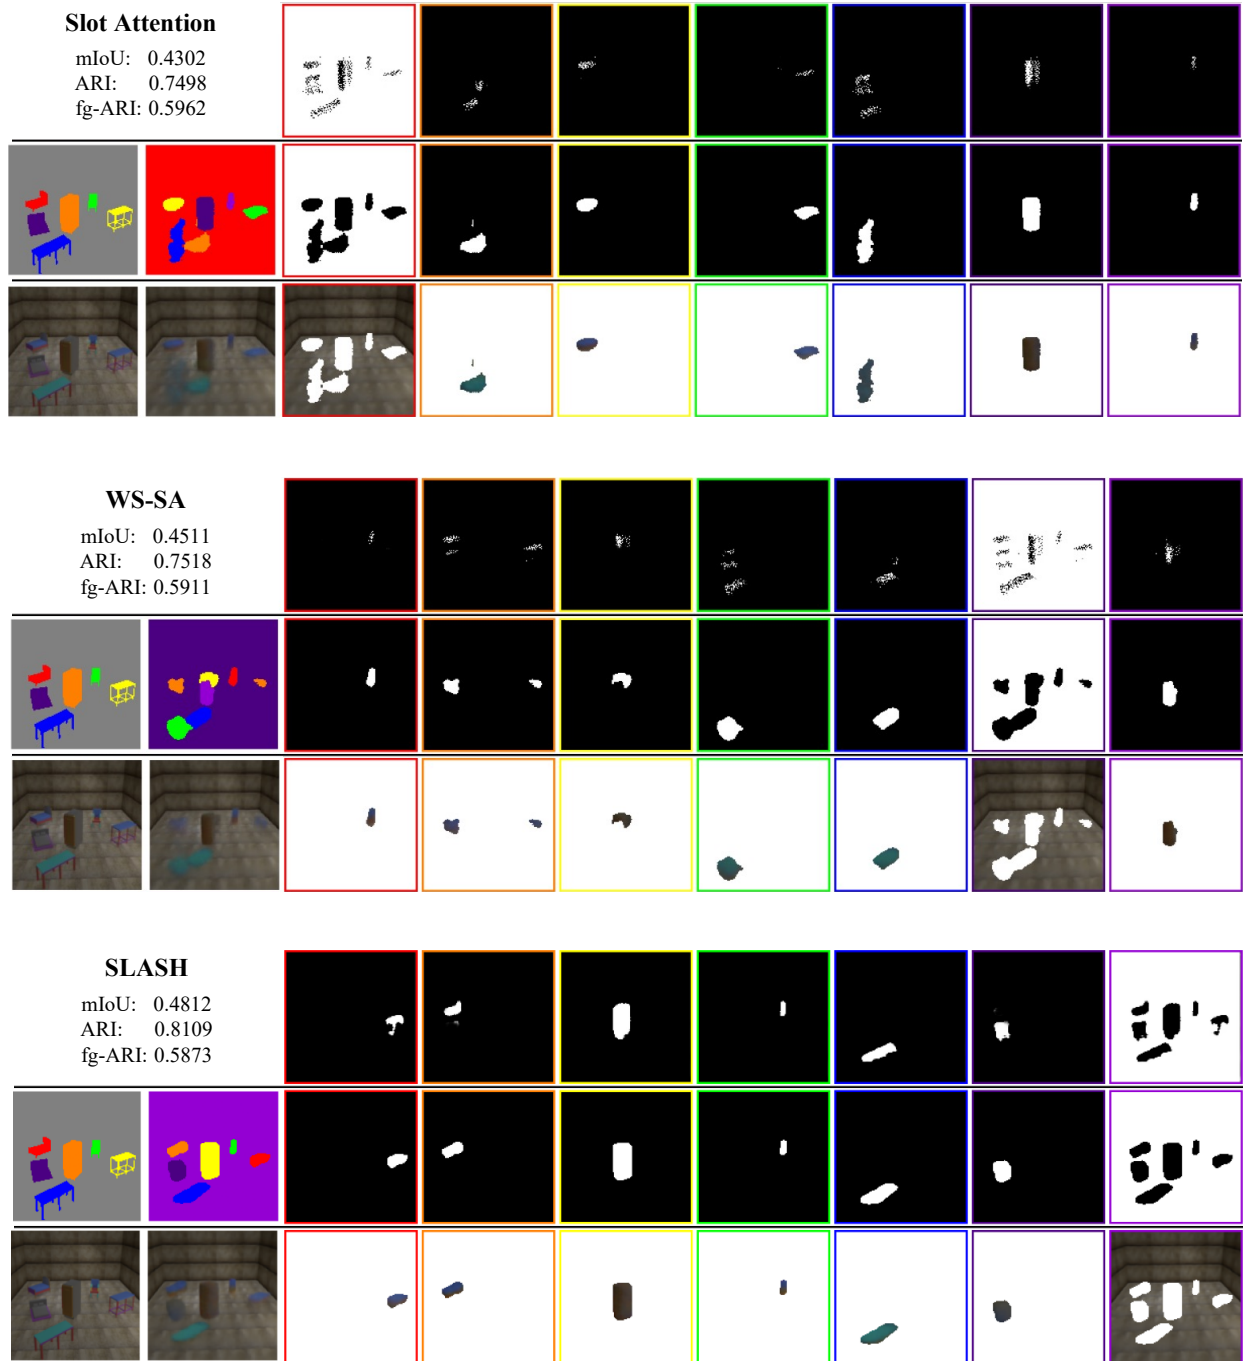 Slot Attention
mIoU: 0.4302
ARI: 0.7498
fg-ARI: 0.5962
WS-SA
mIoU: 0.4511
ARI: 0.7518
fg-ARI: 0.5911
SLASH
mIoU: 0.4812
ARI: 0.8109
fg-ARI: 0.5873